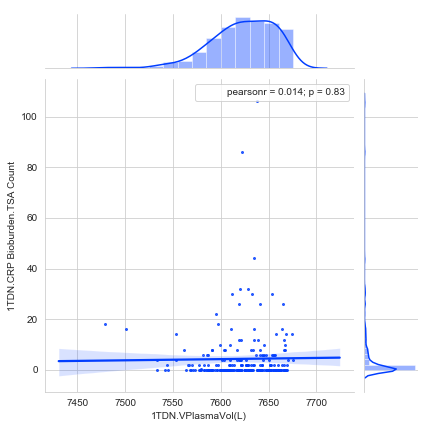 pearsonr = 0.014; p = 0.83
100
80
60
40
20
0
1TDN.CRP Bioburden.TSA Count
7450 7500 7550 7600 7650 7700
1TDN.VPlasmaVol(L)